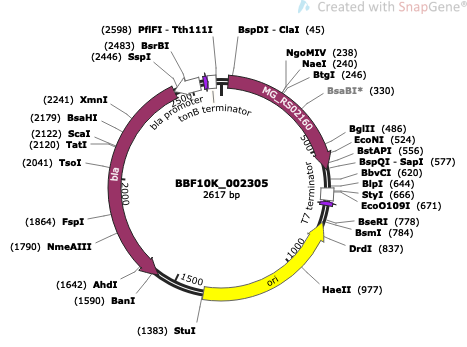 Created with SnapGene®
(2598) PflFI - Tth111I
BspDI - ClaI (45)
(2483) BsrBI
(2446) SspI
NgoMIV (238)
NaeI (240)
BtgI (246)
BsaBI* (330)
(2241) XmnI
(2179) BsaHI
(2122) ScaI
(2120) TatI
(2041) TsoI
(1864) FspI
(1790) NmeAIII
(1642) AhdI
(1590) BanI
(1383) StuI
BglII (486)
EcoNI (524)
BstAPI (556)
BspQI - SapI (577)
BbvCI (620)
BlpI (644)
StyI (666)
EcoO109I (671)
BseRI (778)
BsmI (784)
DrdI (837)
HaeII (977)
bla promoter
tonB terminator
MG_RS02160
T7 terminator
bla
ori
500
1000
1500
2000
2500
BBF10K_002305
2617 bp